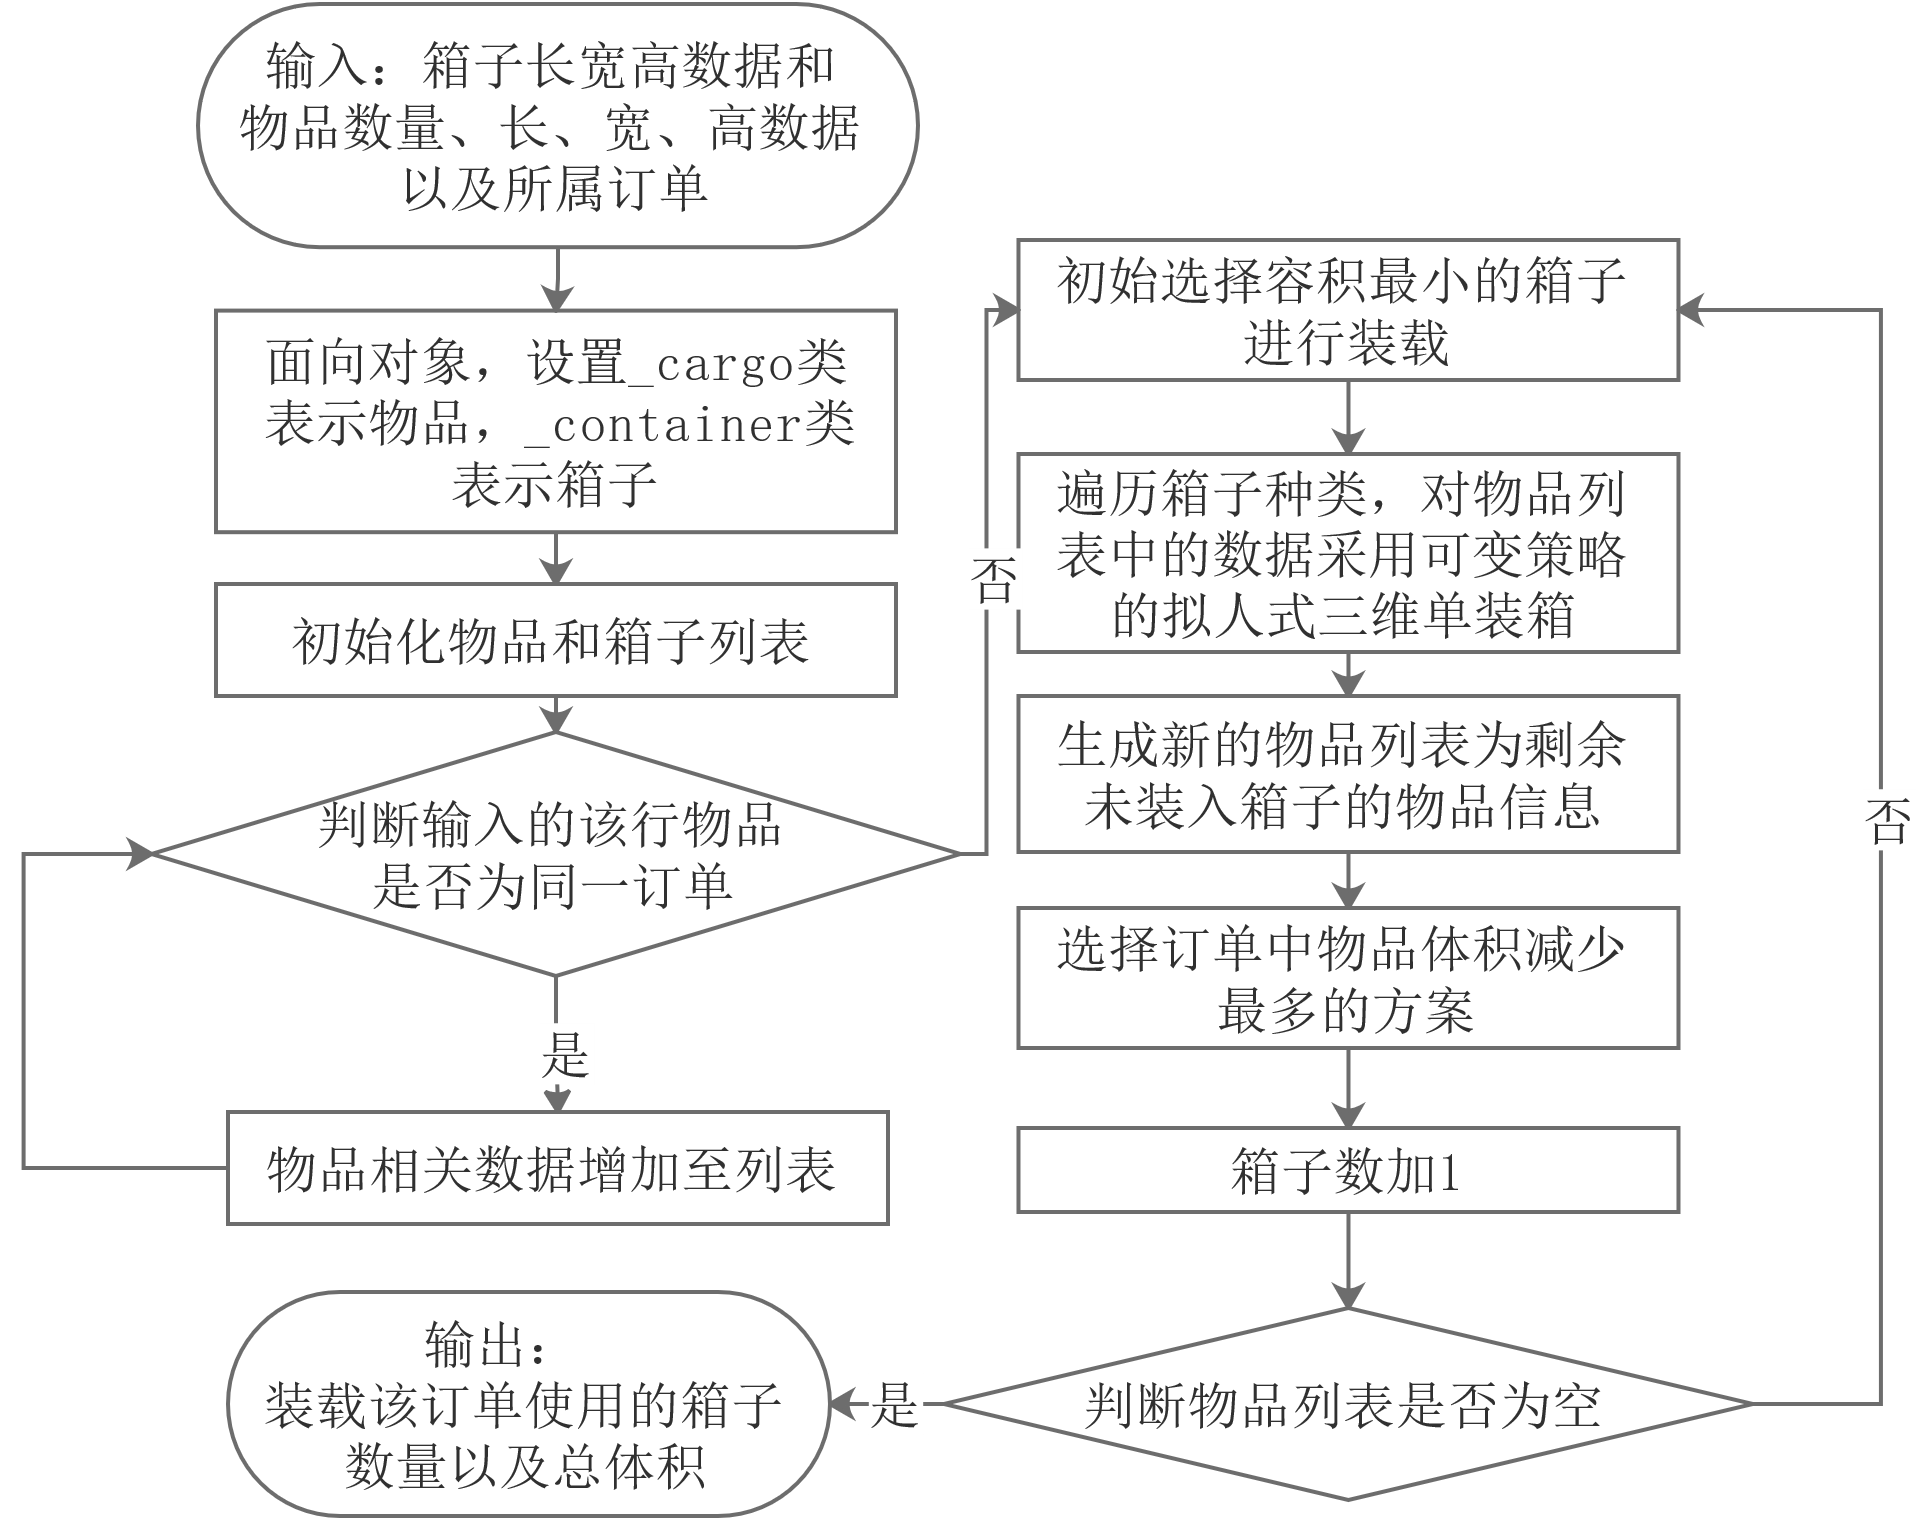 输入：箱子长宽高数据和
物品数量、长、宽、高数据
以及所属订单
面向对象，设置_cargo类
表示物品，_container类
表示箱子
初始化物品和箱子列表
判断输入的该行物品
是否为同一订单
是
物品相关数据增加至列表
否
初始选择容积最小的箱子
进行装载
遍历箱子种类，对物品列
表中的数据采用可变策略
的拟人式三维单装箱
生成新的物品列表为剩余
未装入箱子的物品信息
选择订单中物品体积减少
最多的方案
箱子数加1
判断物品列表是否为空
否
是
输出：
装载该订单使用的箱子
数量以及总体积